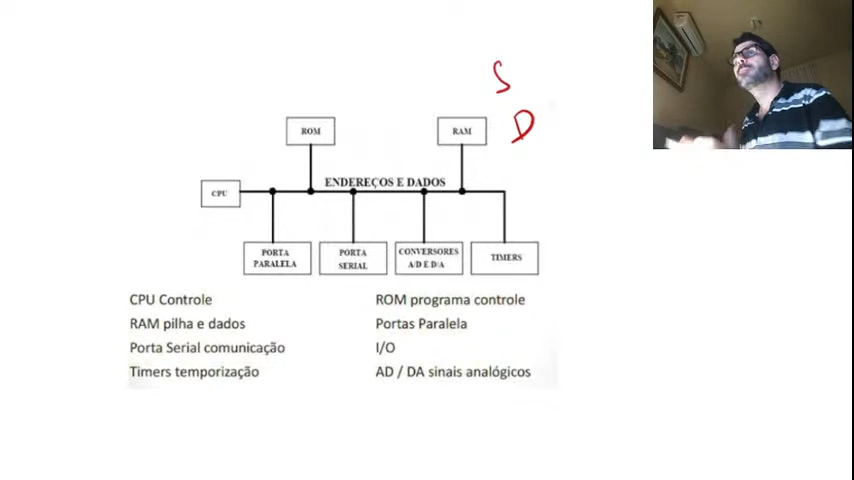 S
D
ROM
RAM
ENDEREÇOS E DADOS
CPU
PORTA
PARALELA
PORTA
SERIAL
CONVERSORES
A/D E D/A
TIMERS
CPU Controle
ROM programa controle
RAM pilha e dados
Portas Paralela
Porta Serial comunicação
I/O
Timers temporização
AD / DA sinais analógicos